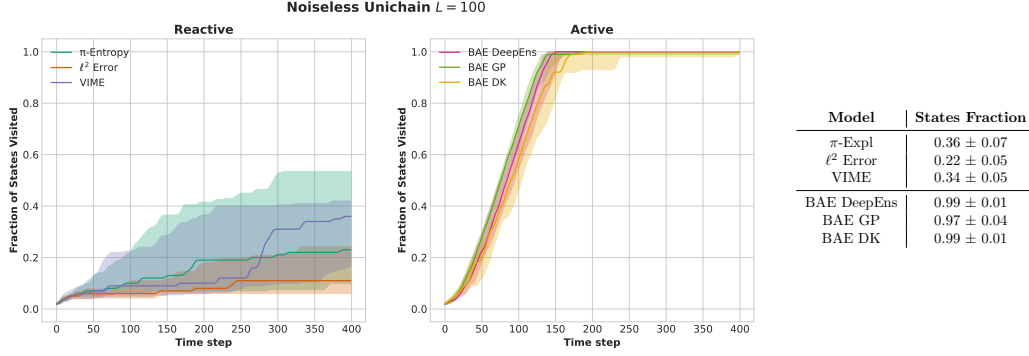 Noiseless Unichain L = 100
Reactive
Fraction of States Visited
1.0
0.8
0.6
0.4
0.2
0.0
π-Entropy
ℓ² Error
VIME
0 50 100 150 200 250 300 350 400
Time step
Active
Fraction of States Visited
1.0
0.8
0.6
0.4
0.2
0.0
BAE DeepEns
BAE GP
BAE DK
0 50 100 150 200 250 300 350 400
Time step
Model States Fraction
π-Expl 0.36 ± 0.07
ℓ² Error 0.22 ± 0.05
VIME 0.34 ± 0.05
BAE DeepEns 0.99 ± 0.01
BAE GP 0.97 ± 0.04
BAE DK 0.99 ± 0.01